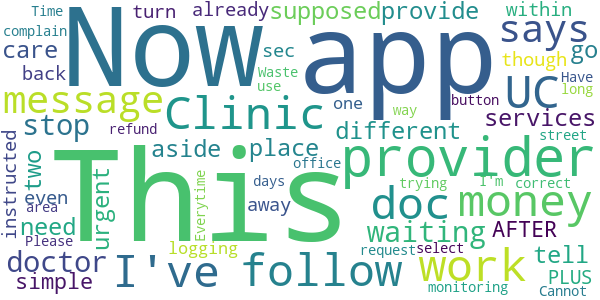 Time
complain
turn
already
supposed
provide
within
care
sec
Now
app
says
though
go
back
Waste
use
Have
long
message
Clinic
one
UC
button
services
stop
refund
different
way
street
instructed
two
even
urgent
aside
place
office
provider
This
days
away
trying
I'm
correct
need
area
Everytime
doc
money
waiting
AFTER
tell
doctor
Please
logging
request
select
PLUS
simple
I've
follow
work
monitoring
Cannot